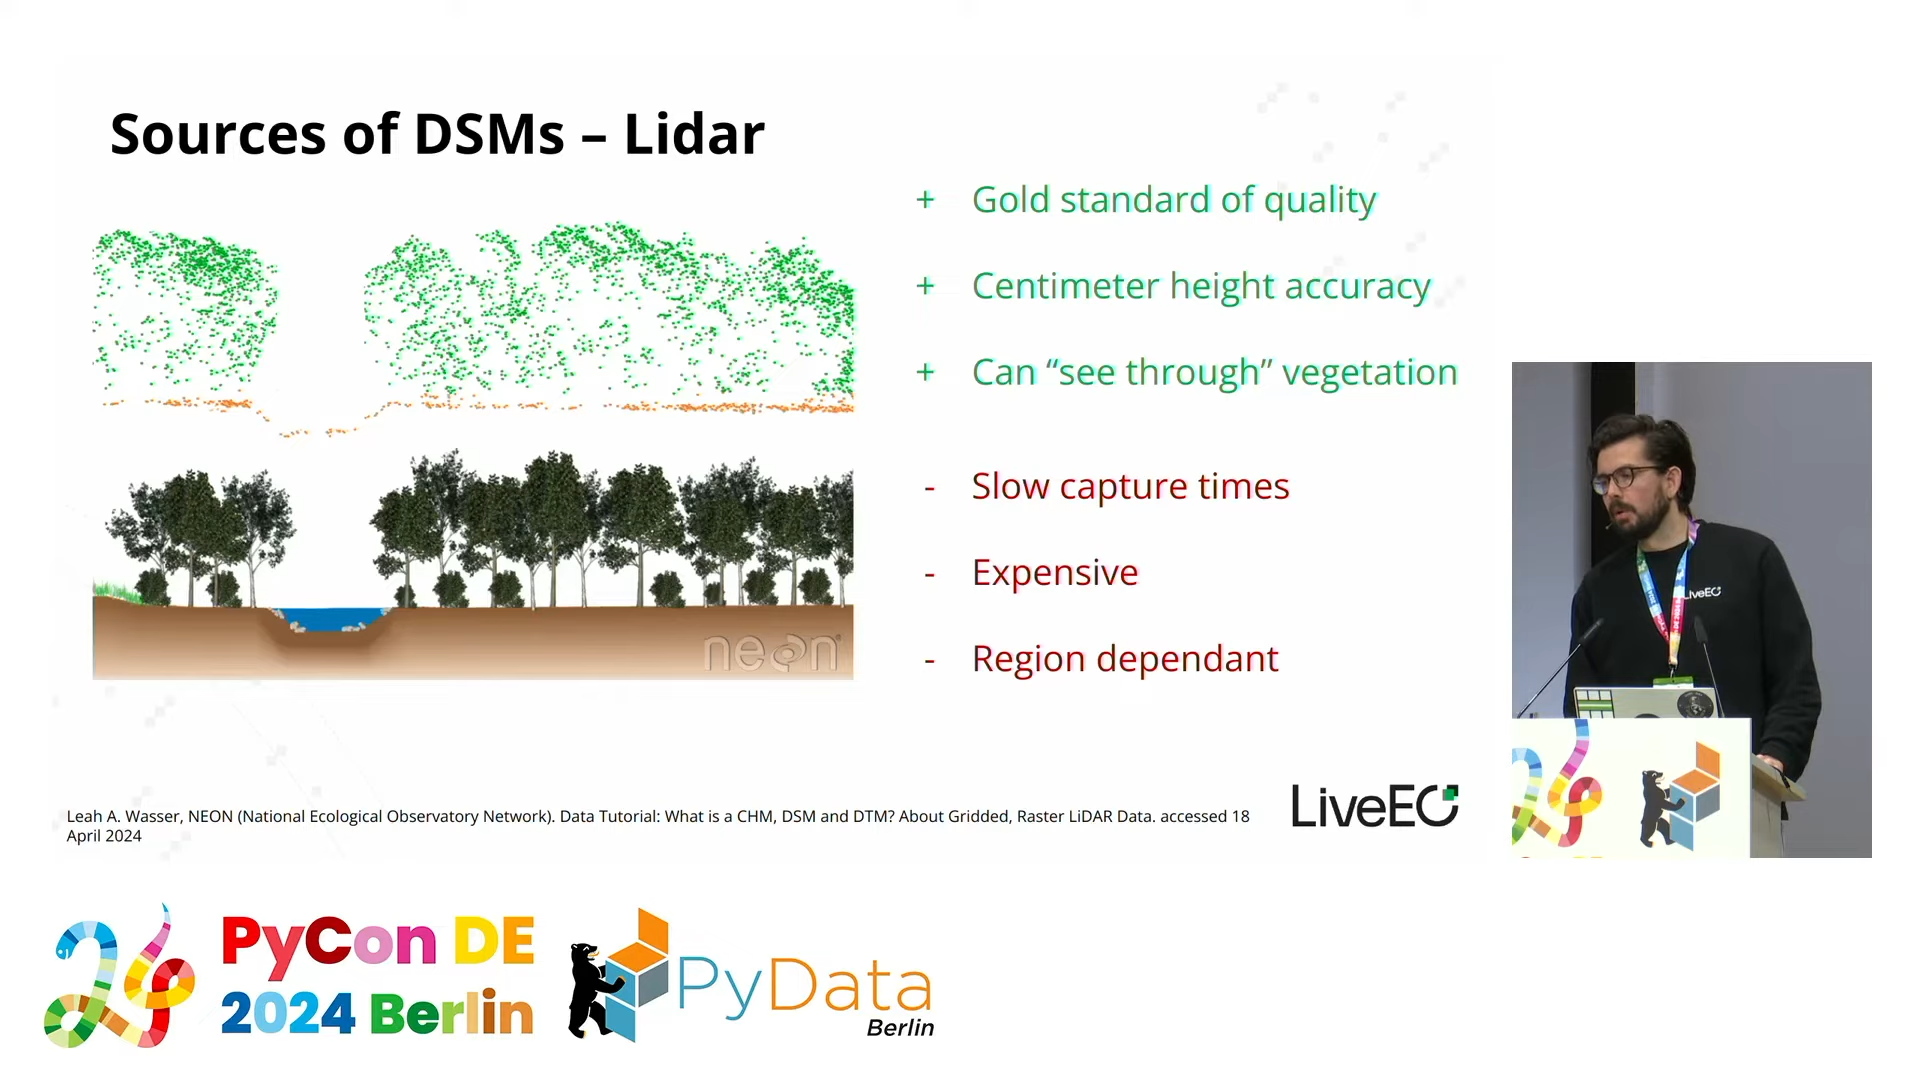 Sources of DSMs – Lidar
+ Gold standard of quality
+ Centimeter height accuracy
+ Can “see through” vegetation
- Slow capture times
- Expensive
- Region dependant
neon
Leah A. Wasser, NEON (National Ecological Observatory Network). Data Tutorial: What is a CHM, DSM and DTM? About Gridded, Raster LiDAR Data. accessed 18
April 2024
LiveEO
LiveEO
PyCon DE
2024 Berlin
PyData
Berlin